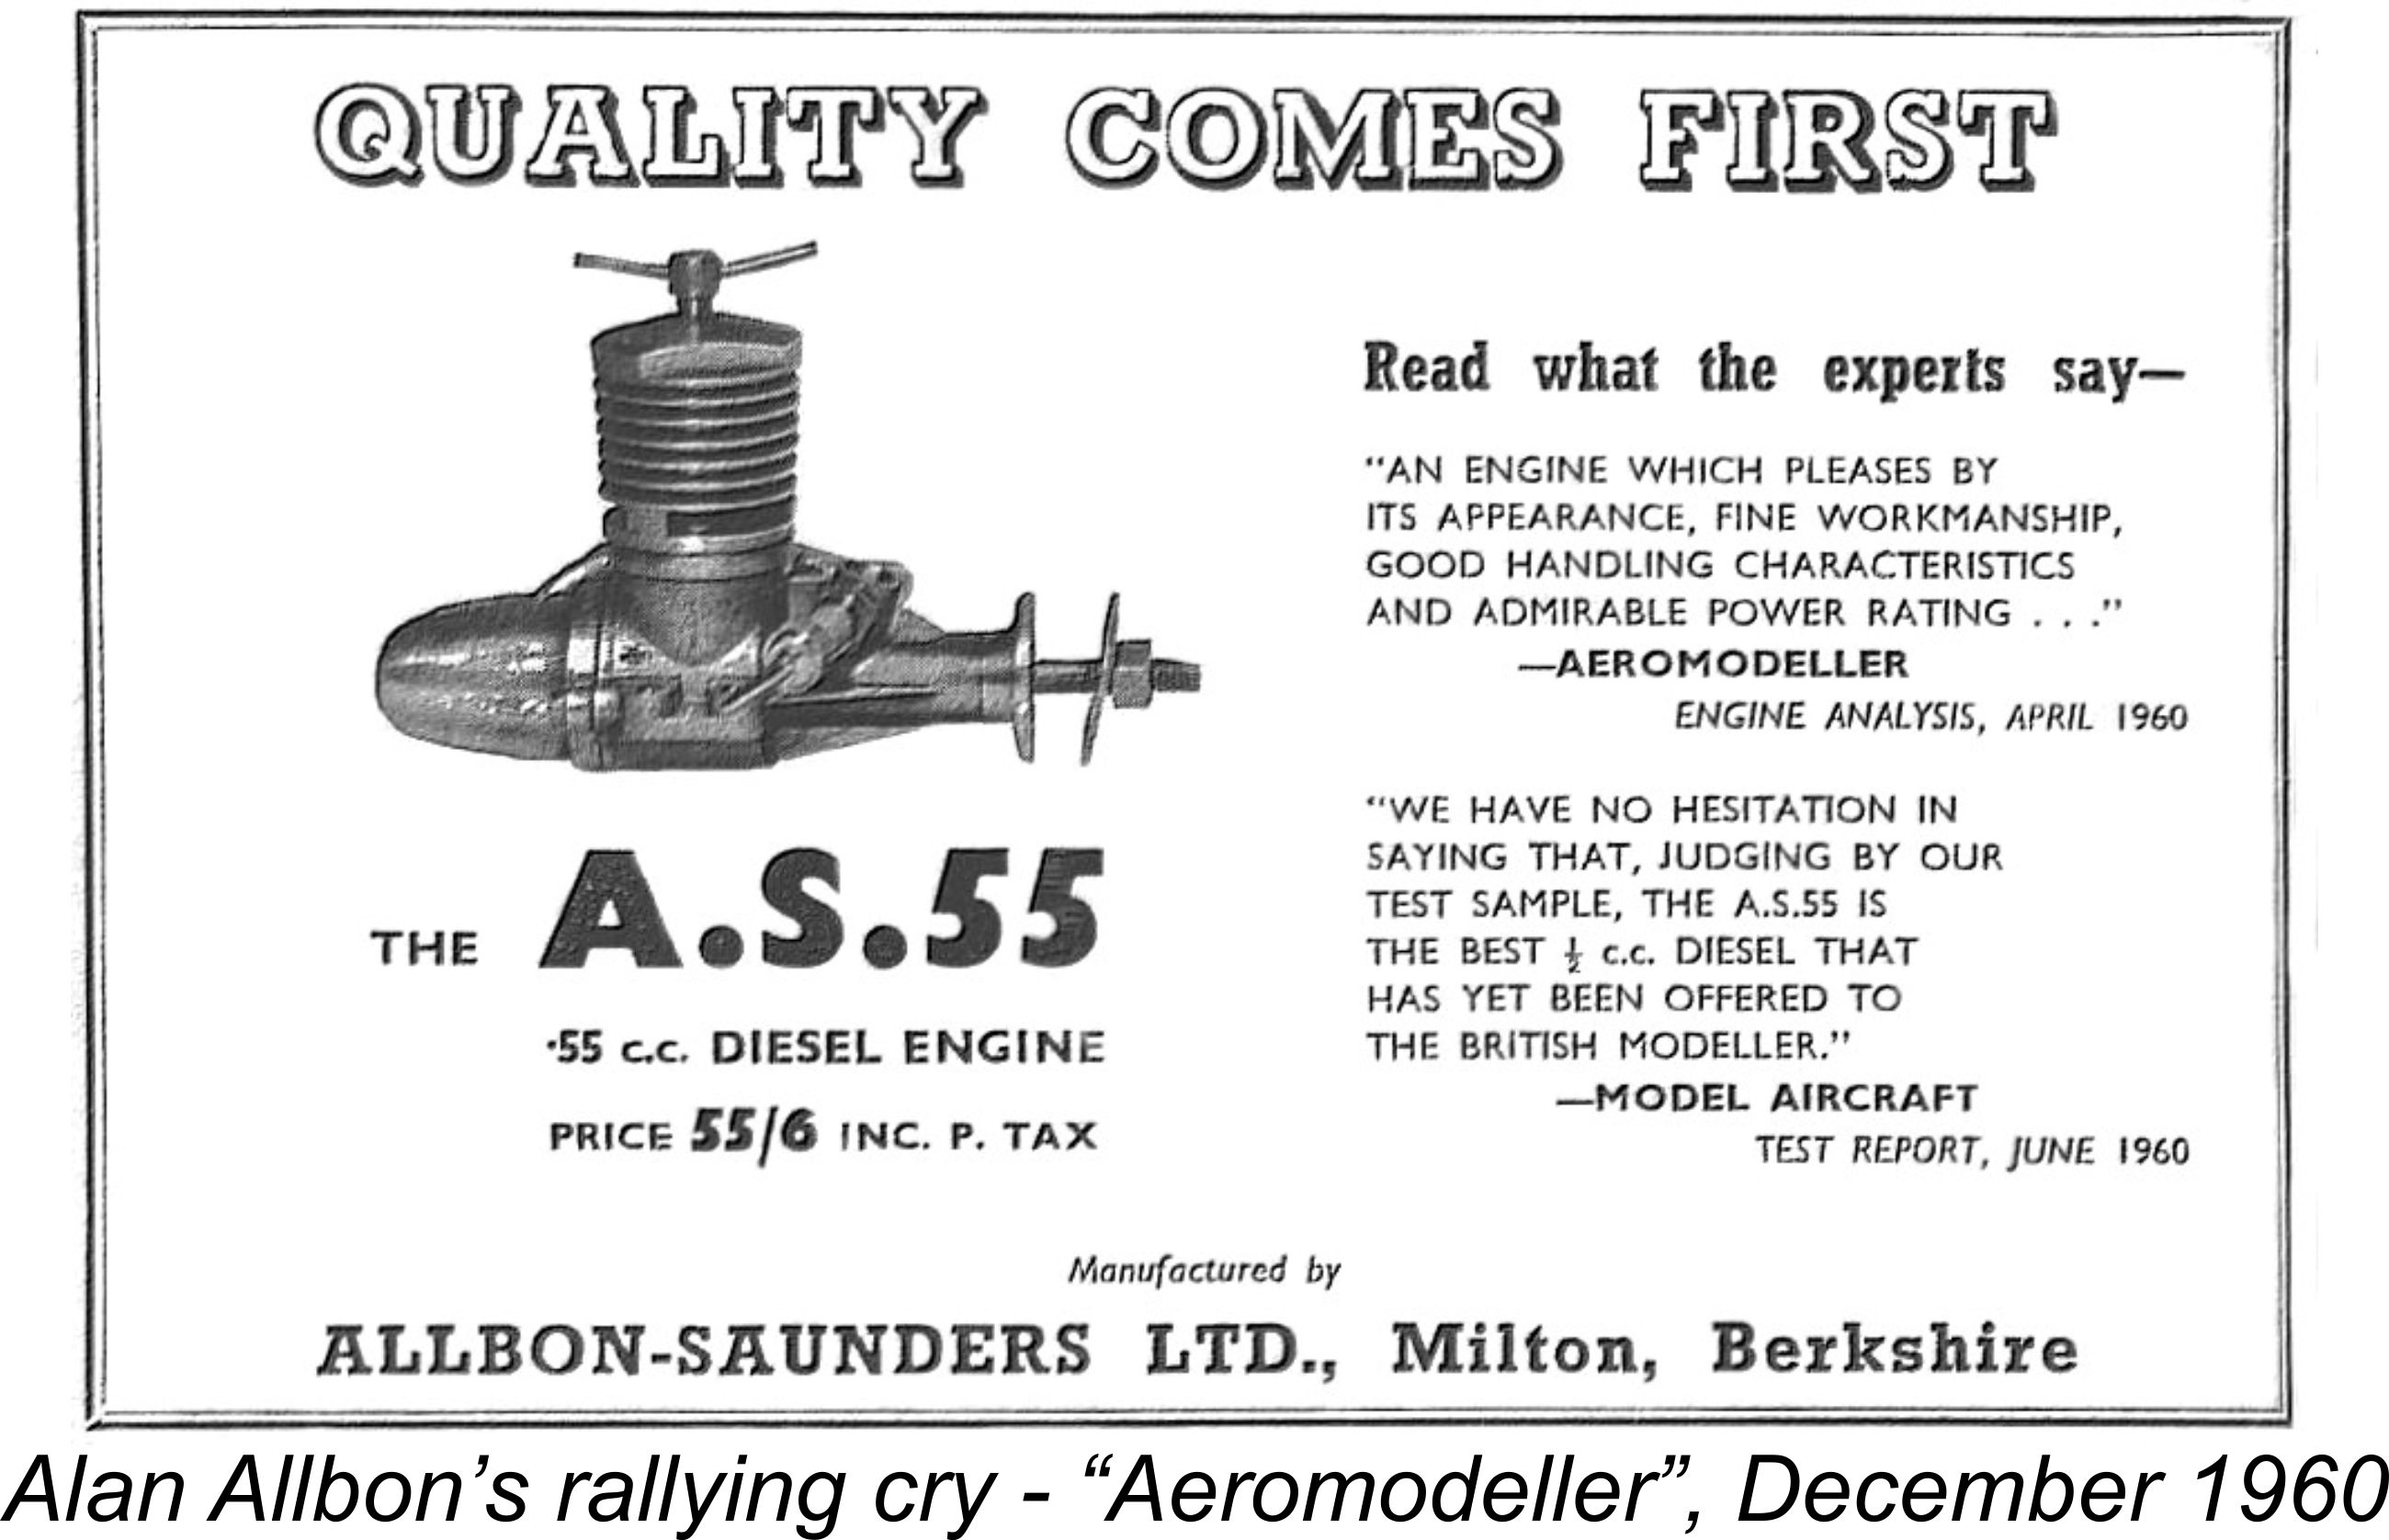 QUALITY COMES FIRST
THE A.S.55
·55 c.c. DIESEL ENGINE
PRICE 55/6 INC. P. TAX
Read what the experts say—
“AN ENGINE WHICH PLEASES BY
ITS APPEARANCE, FINE WORKMANSHIP,
GOOD HANDLING CHARACTERISTICS
AND ADMIRABLE POWER RATING . . .”
—AEROMODELLER
ENGINE ANALYSIS, APRIL 1960
“WE HAVE NO HESITATION IN
SAYING THAT, JUDGING BY OUR
TEST SAMPLE, THE A.S.55 IS
THE BEST ½ c.c. DIESEL THAT
HAS YET BEEN OFFERED TO
THE BRITISH MODELLER.”
—MODEL AIRCRAFT
TEST REPORT, JUNE 1960
Manufactured by
ALLBON-SAUNDERS LTD., Milton, Berkshire
Alan Allbon’s rallying cry - “Aeromodeller”, December 1960